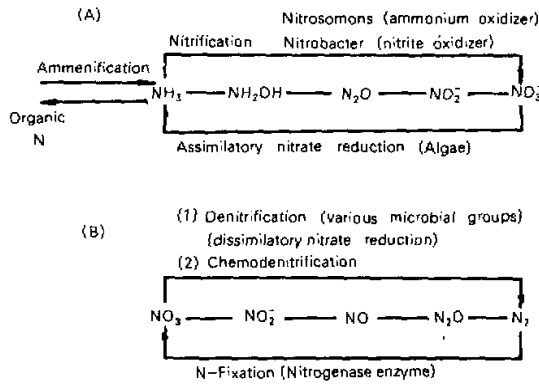 (A)
Nitrosomons (ammonium oxidizer)
Nitrification Nitrobacter (nitrite oxidizer)
Ammenification
NH₃ — NH₂OH — N₂O — NO₂⁻ — NO₃⁻
Organic
N
Assimilatory nitrate reduction (Algae)
(B)
(1) Denitrification (various microbial groups)
(dissimilatory nitrate reduction)
(2) Chemodenitrification
NO₃ — NO₂⁻ — NO — N₂O — N₂
N-Fixation (Nitrogenase enzyme)